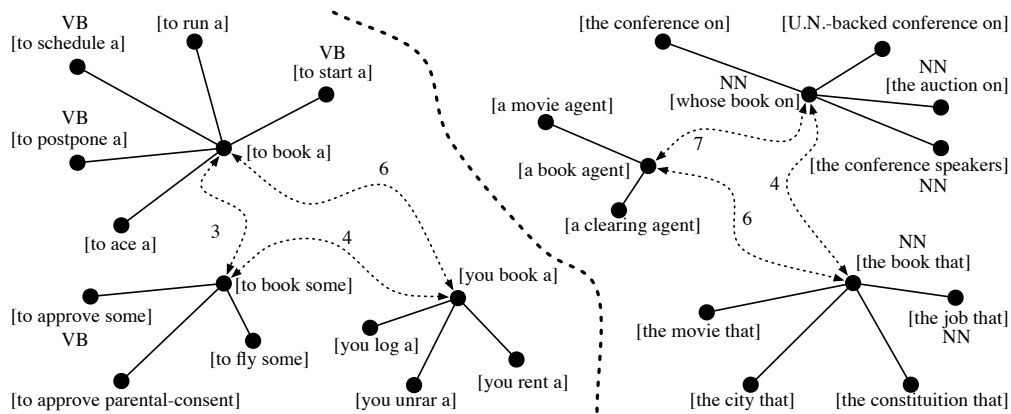 VB
[to schedule a]
[to run a]
VB
[to start a]
VB
[to postpone a]
[to book a]
[to ace a]
6
3
4
[to book some]
[you book a]
[to approve some]
VB
[to fly some]
[you log a]
[you rent a]
[to approve parental-consent]
[you unrar a]
[the conference on]
[U.N.-backed conference on]
NN
[whose book on]
NN
[the auction on]
[a movie agent]
7
[a book agent]
[the conference speakers]
NN
4
[a clearing agent]
6
NN
[the book that]
[the movie that]
[the job that]
NN
[the city that]
[the constituition that]